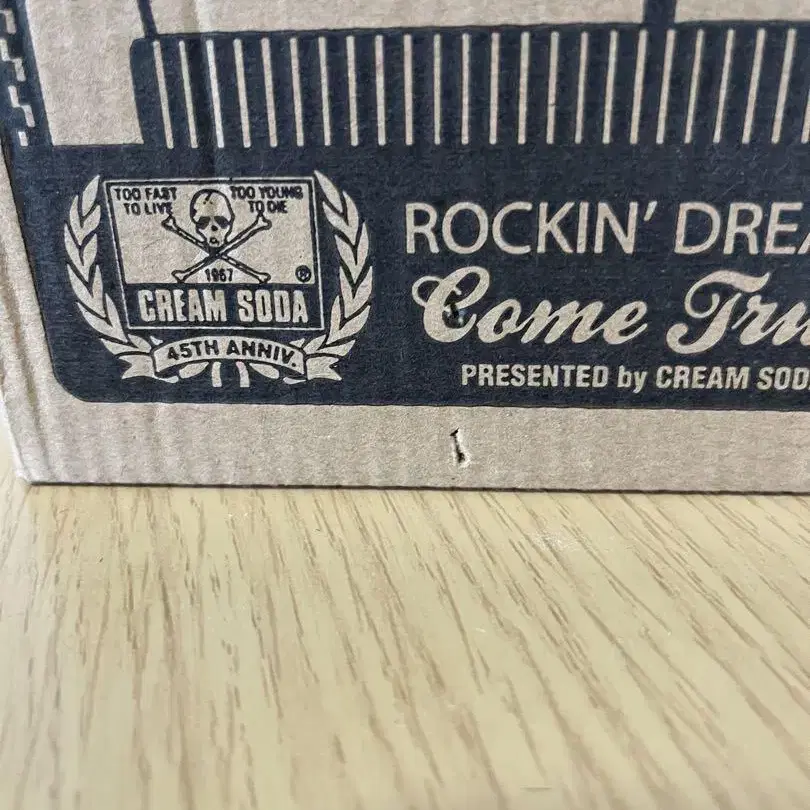 TOO FAST
TO LIVE
TOO YOUNG
TO DIE
1967
®
CREAM SODA
45TH ANNIV.
ROCKIN' DREA
Come Tru
PRESENTED by CREAM SOD